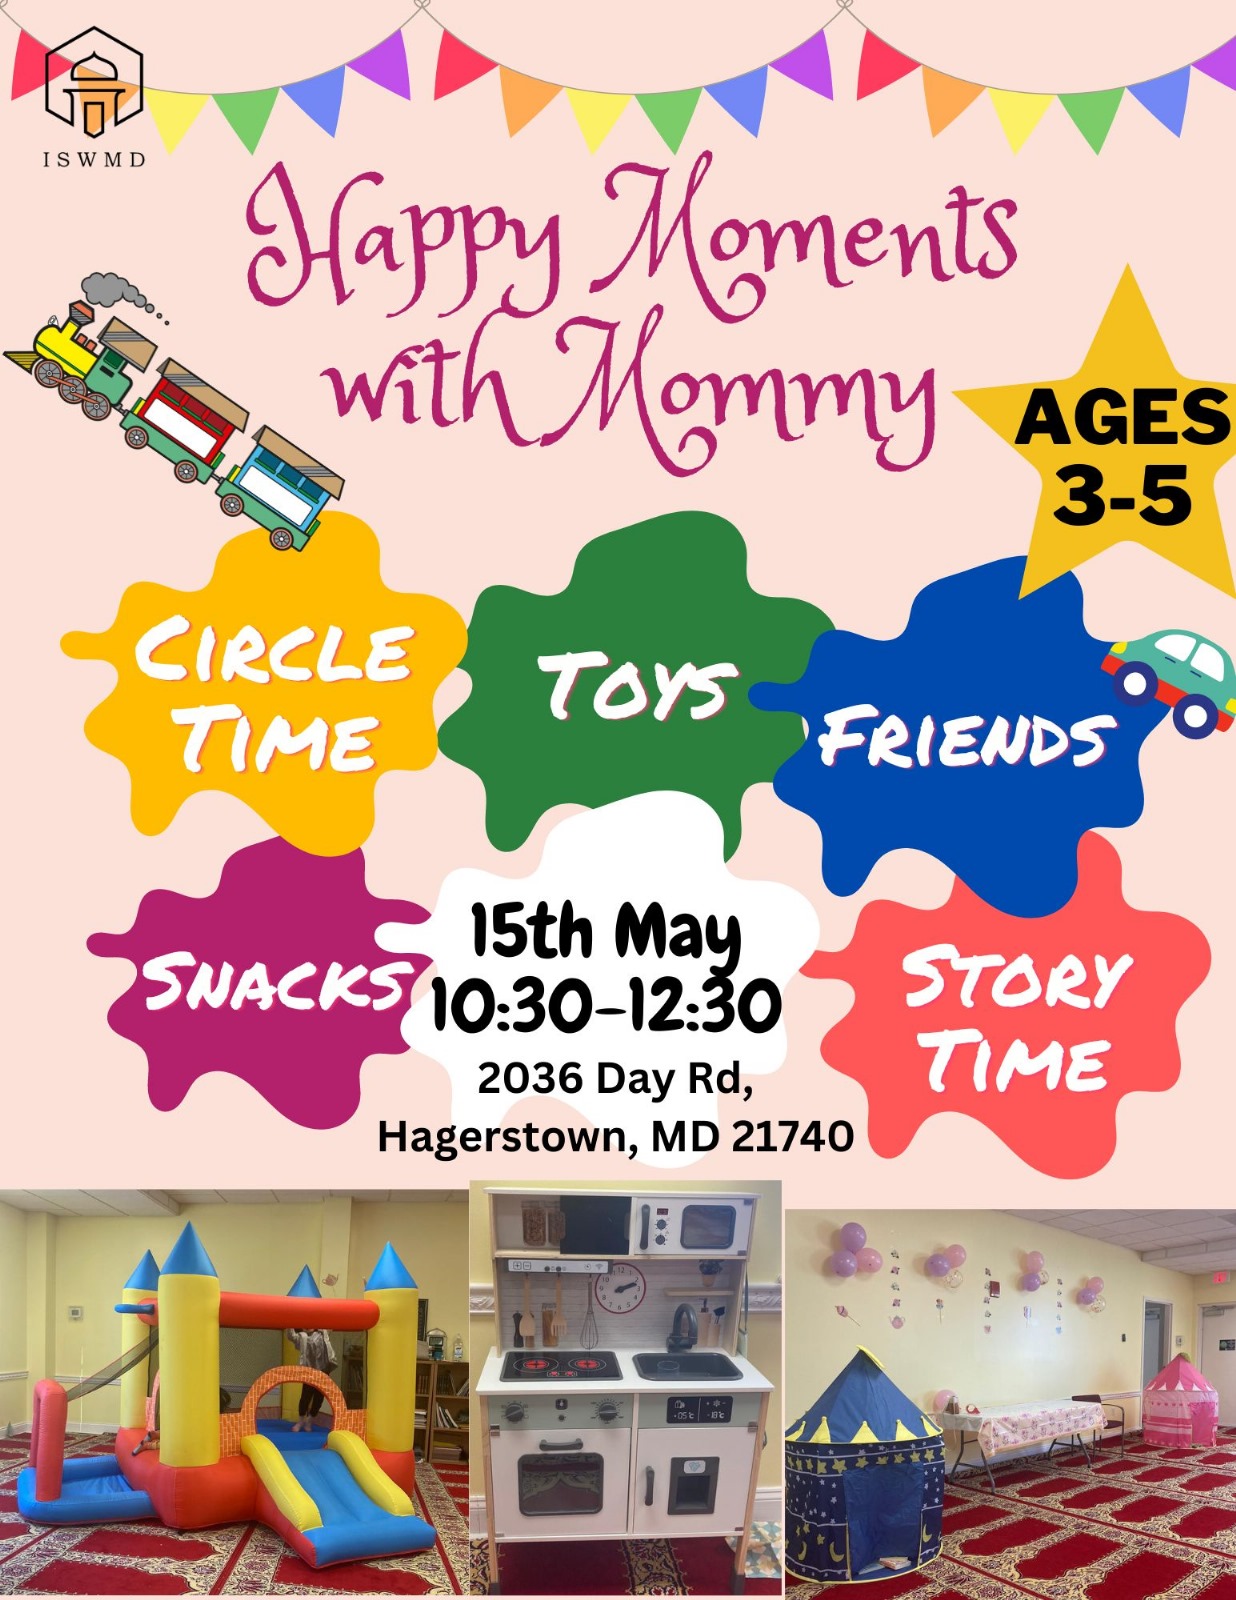 ISWMD
Happy Moments
with Mommy
AGES
3-5
CIRCLE
TIME
TOYS
FRIENDS
SNACKS
15th May
10:30-12:30
2036 Day Rd,
Hagerstown, MD 21740
STORY
TIME